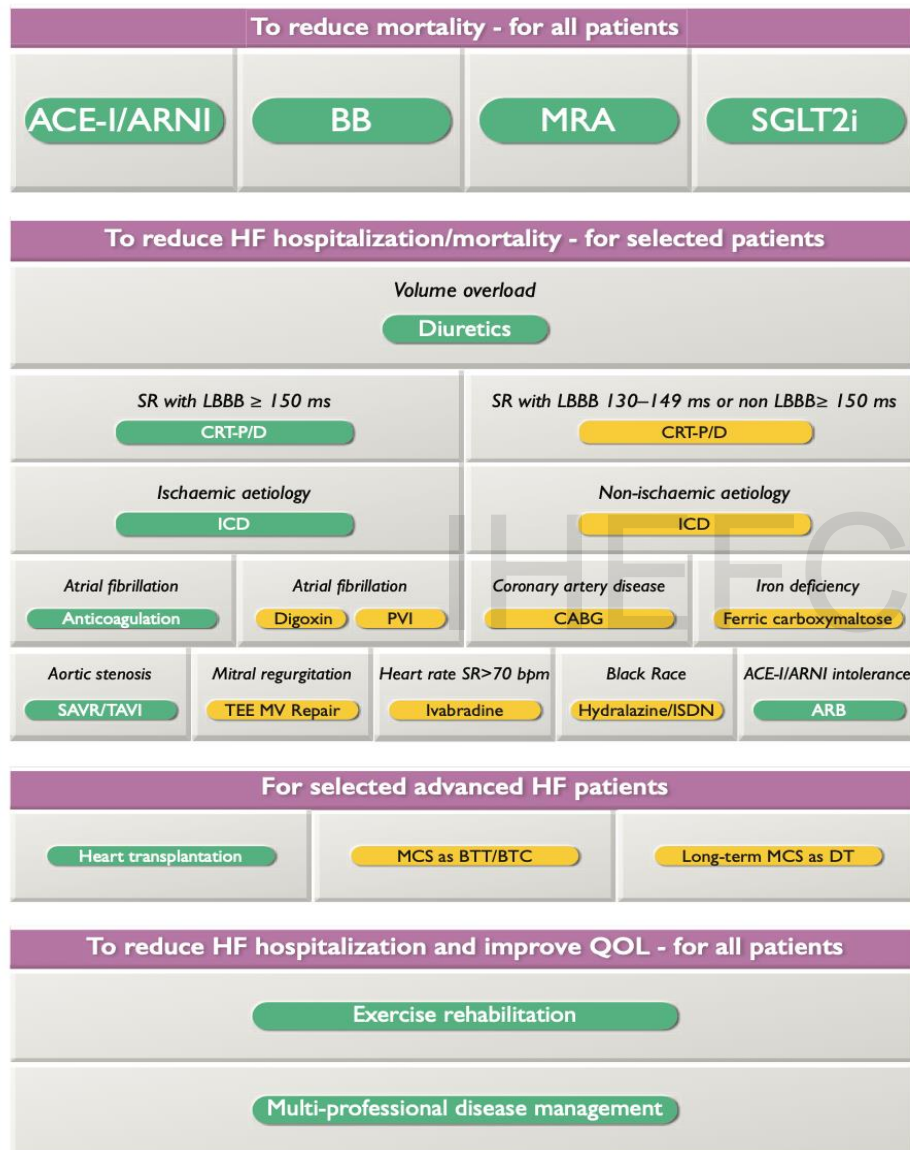 To reduce mortality - for all patients
ACE-I/ARNI
BB
MRA
SGLT2i
To reduce HF hospitalization/mortality - for selected patients
Volume overload
Diuretics
SR with LBBB ≥ 150 ms
CRT-P/D
SR with LBBB 130–149 ms or non LBBB≥ 150 ms
CRT-P/D
Ischaemic aetiology
ICD
Non-ischaemic aetiology
ICD
IHEFC
Atrial fibrillation
Anticoagulation
Atrial fibrillation
Digoxin
PVI
Coronary artery disease
CABG
Iron deficiency
Ferric carboxymaltose
Aortic stenosis
SAVR/TAVI
Mitral regurgitation
TEE MV Repair
Heart rate SR>70 bpm
Ivabradine
Black Race
Hydralazine/ISDN
ACE-I/ARNI intolerance
ARB
For selected advanced HF patients
Heart transplantation
MCS as BTT/BTC
Long-term MCS as DT
To reduce HF hospitalization and improve QOL - for all patients
Exercise rehabilitation
Multi-professional disease management